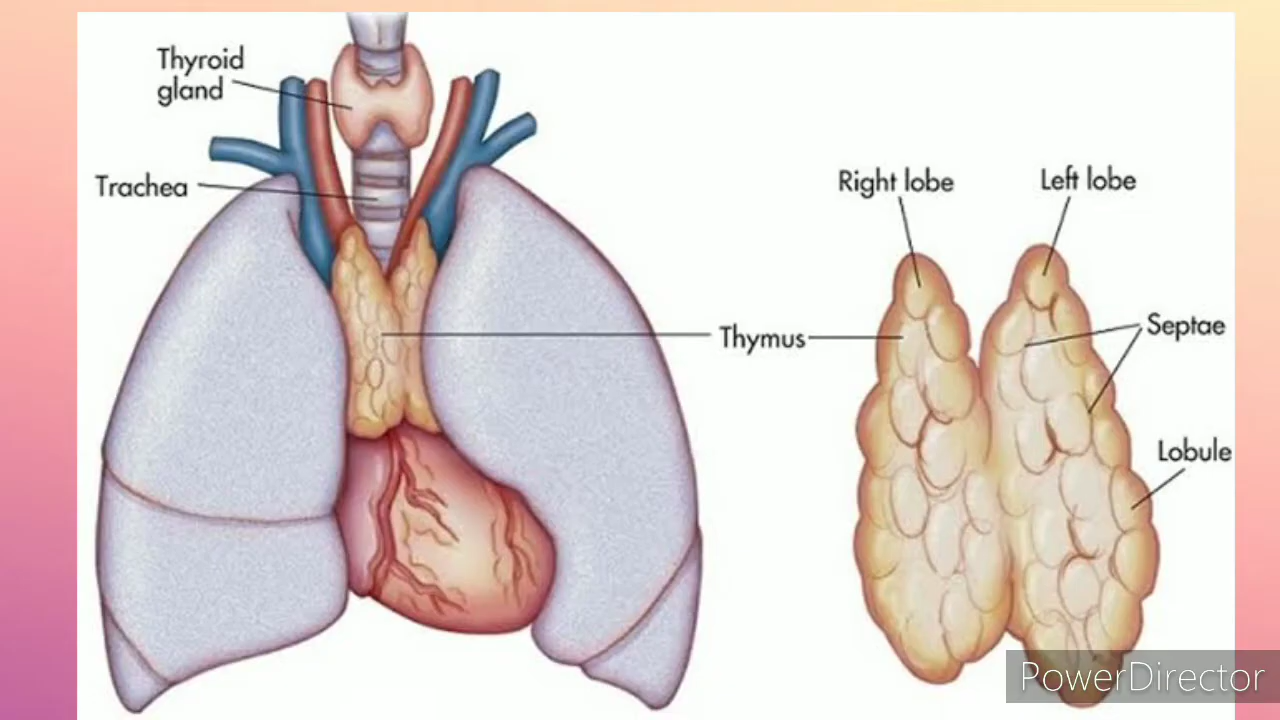 Thyroid
gland
Trachea
Thymus
Right lobe
Left lobe
Septae
Lobule
PowerDirector